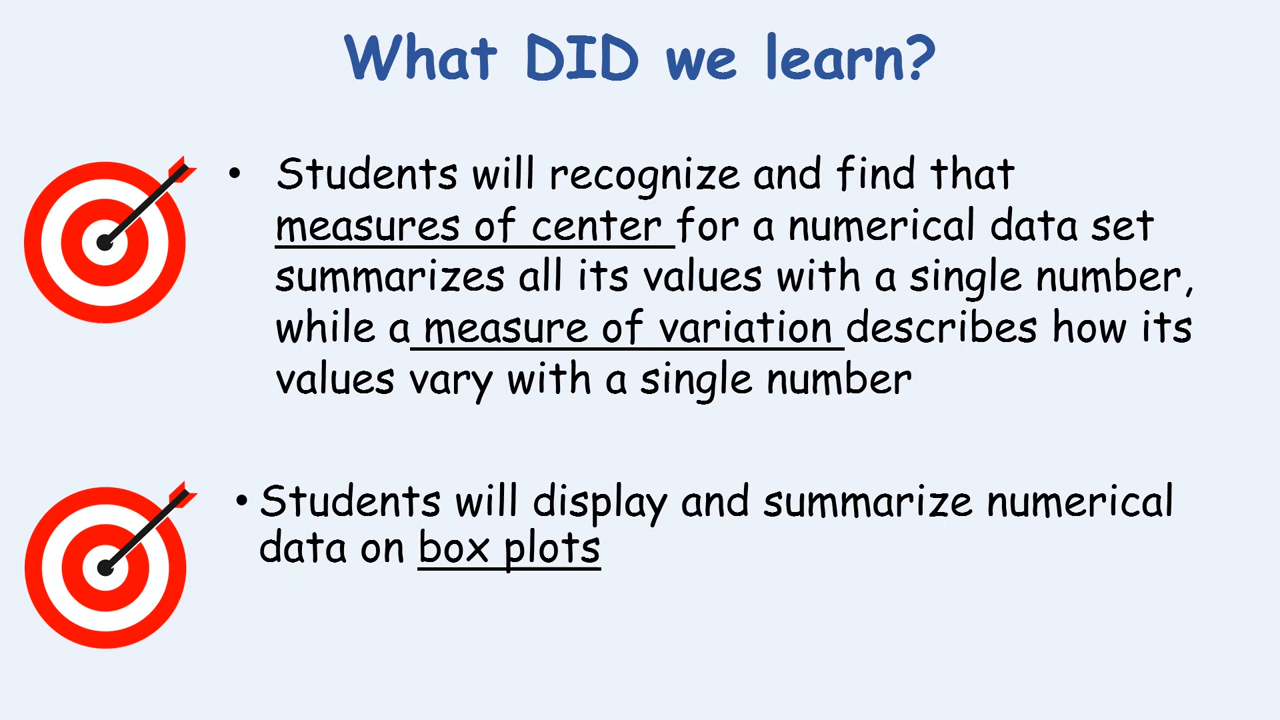 What DID we learn?
• Students will recognize and find that
measures of center for a numerical data set
summarizes all its values with a single number,
while a measure of variation describes how its
values vary with a single number
• Students will display and summarize numerical
data on box plots